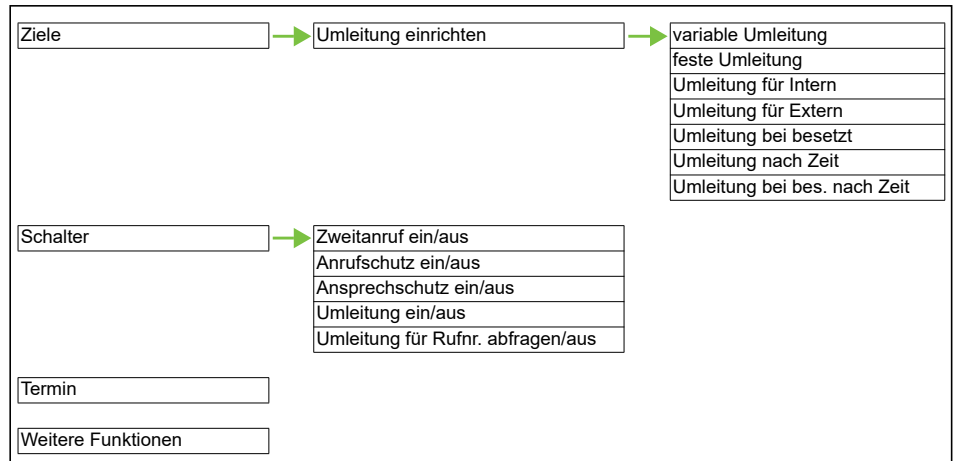 Ziele
Umleitung einrichten
variable Umleitung
feste Umleitung
Umleitung für Intern
Umleitung für Extern
Umleitung bei besetzt
Umleitung nach Zeit
Umleitung bei bes. nach Zeit
Schalter
Zweitanruf ein/aus
Anrufschutz ein/aus
Ansprechschutz ein/aus
Umleitung ein/aus
Umleitung für Rufnr. abfragen/aus
Termin
Weitere Funktionen